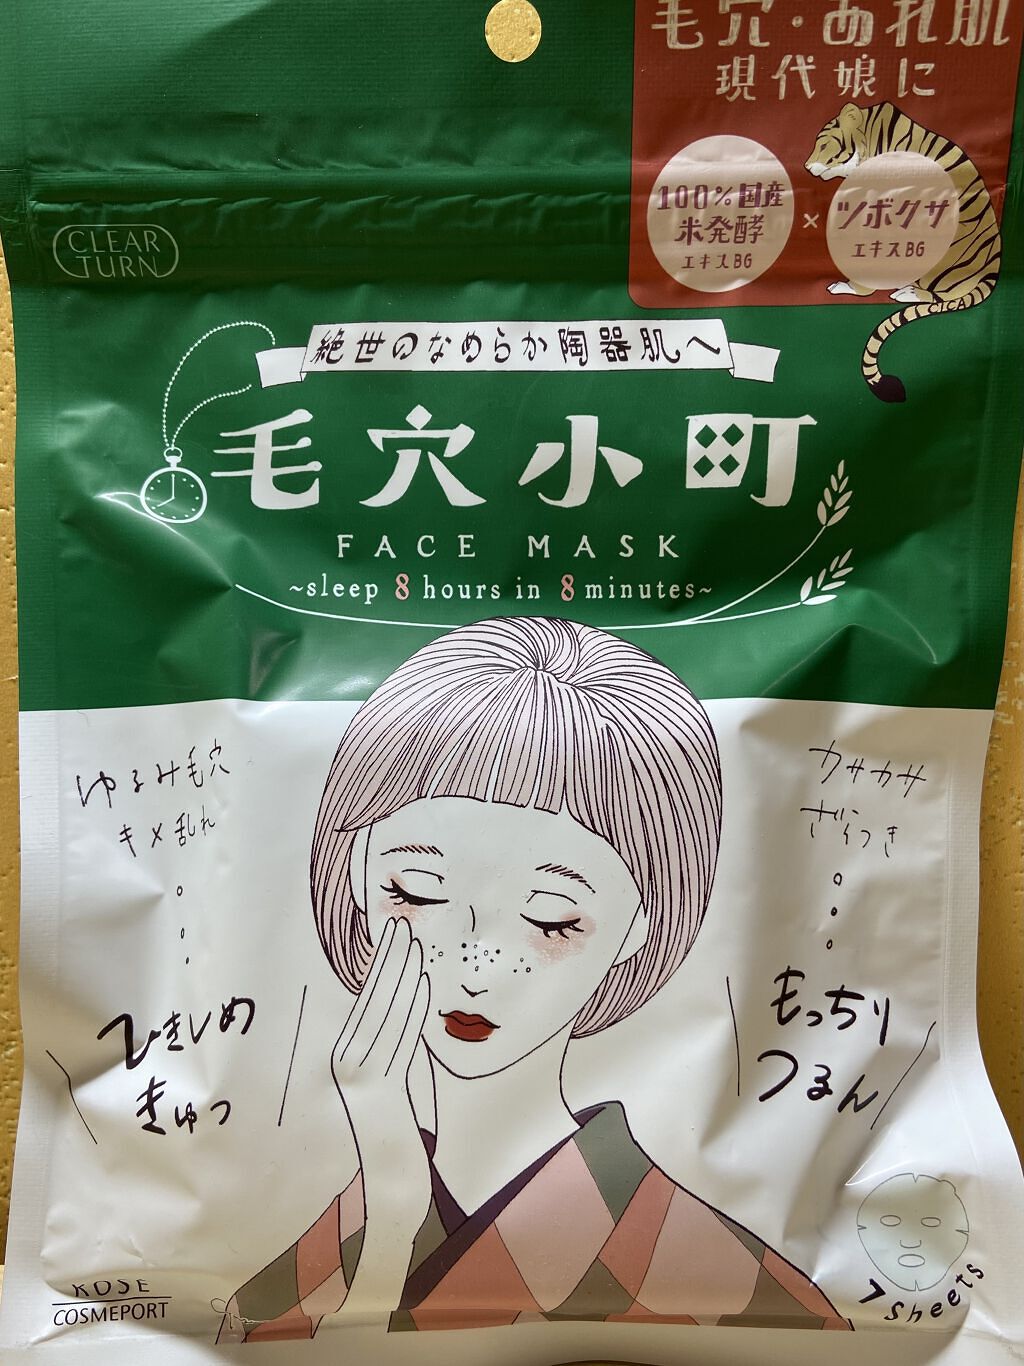 毛穴・あれ肌
現代娘に
100%国産
米発酵
エキスBG
×
ツボクサ
エキスBG
CICA
CLEAR
TURN
絶世のなめらか陶器肌へ
毛穴小町
FACE MASK
~sleep 8 hours in 8 minutes~
ゆるみ毛穴
キメ乱れ
ひきしめ
きゅっ
カサカサ
ざらつき
もっちり
つるん
7 Sheets
KOSE
COSMEPORT